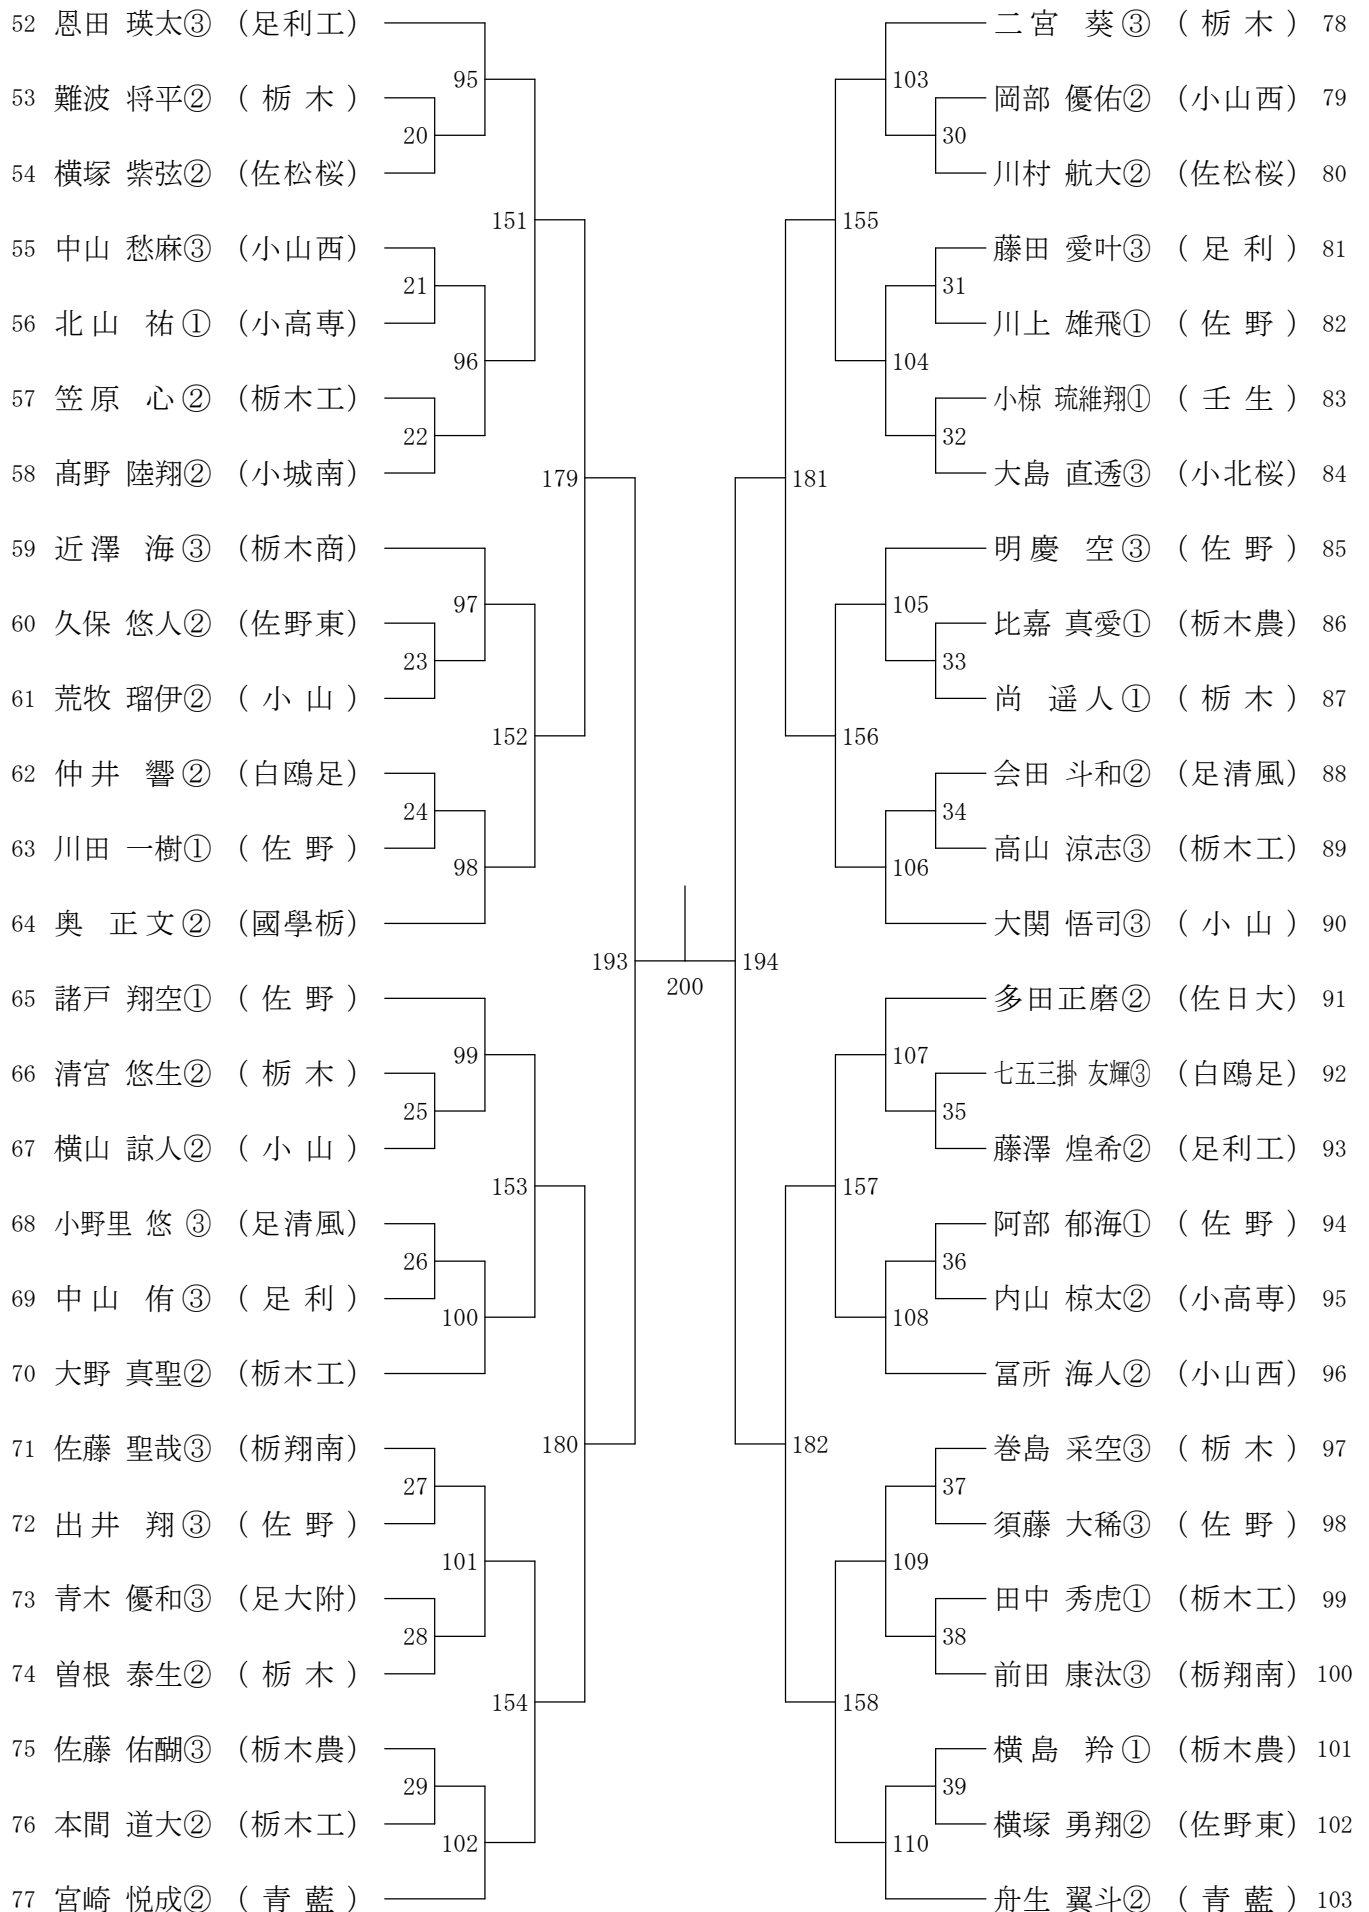 52 恩田 瑛太③ （足利工）
53 難波 将平② （ 栃 木 ）
54 横塚 紫弦② （佐松桜）
55 中山 愁麻③ （小山西）
56 北山 祐① （小高専）
57 笠原 心② （栃木工）
58 髙野 陸翔② （小城南）
59 近澤 海③ （栃木商）
60 久保 悠人② （佐野東）
61 荒牧 瑠伊② （ 小 山 ）
62 仲井 響② （白鴎足）
63 川田 一樹① （ 佐 野 ）
64 奥 正文② （國學栃）
65 諸戸 翔空① （ 佐 野 ）
66 清宮 悠生② （ 栃 木 ）
67 横山 諒人② （ 小 山 ）
68 小野里 悠 ③ （足清風）
69 中山 侑③ （ 足 利 ）
70 大野 真聖② （栃木工）
71 佐藤 聖哉③ （栃翔南）
72 出井 翔③ （ 佐 野 ）
73 青木 優和③ （足大附）
74 曽根 泰生② （ 栃 木 ）
75 佐藤 佑醐③ （栃木農）
76 本間 道大② （栃木工）
77 宮崎 悦成② （ 青 藍 ）
20
21
22
23
24
25
26
27
28
29
95
96
97
98
99
100
101
102
151
152
153
154
179
180
193
200
194
181
182
155
156
157
158
103
104
105
106
107
108
109
110
30
31
32
33
34
35
36
37
38
39
二宮 葵③ （ 栃 木 ） 78
岡部 優佑② （小山西） 79
川村 航大② （佐松桜） 80
藤田 愛叶③ （ 足 利 ） 81
川上 雄飛① （ 佐 野 ） 82
小椋 琉維翔① （ 壬 生 ） 83
大島 直透③ （小北桜） 84
明慶 空③ （ 佐 野 ） 85
比嘉 真愛① （栃木農） 86
尚 遥人① （ 栃 木 ） 87
会田 斗和② （足清風） 88
高山 涼志③ （栃木工） 89
大関 悟司③ （ 小 山 ） 90
多田正磨② （佐日大） 91
七五三掛 友輝③ （白鴎足） 92
藤澤 煌希② （足利工） 93
阿部 郁海① （ 佐 野 ） 94
内山 椋太② （小高専） 95
冨所 海人② （小山西） 96
巻島 采空③ （ 栃 木 ） 97
須藤 大稀③ （ 佐 野 ） 98
田中 秀虎① （栃木工） 99
前田 康汰③ （栃翔南） 100
横島 羚① （栃木農） 101
横塚 勇翔② （佐野東） 102
舟生 翼斗② （ 青 藍 ） 103